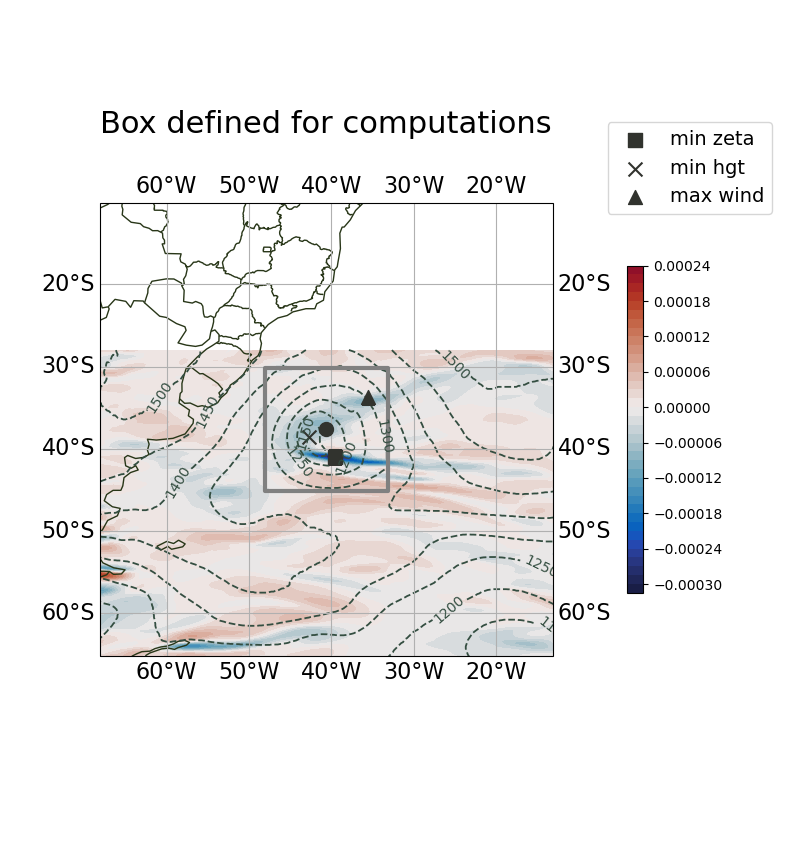 Box defined for computations
min zeta
min hgt
max wind
60°W 50°W 40°W 30°W 20°W
20°S 20°S
30°S 30°S
40°S 40°S
50°S 50°S
60°S 60°S
60°W 50°W 40°W 30°W 20°W
1500
1500
1450
1400
1300
1250
1200
1250
1200
0.00024
0.00018
0.00012
0.00006
0.00000
−0.00006
−0.00012
−0.00018
−0.00024
−0.00030